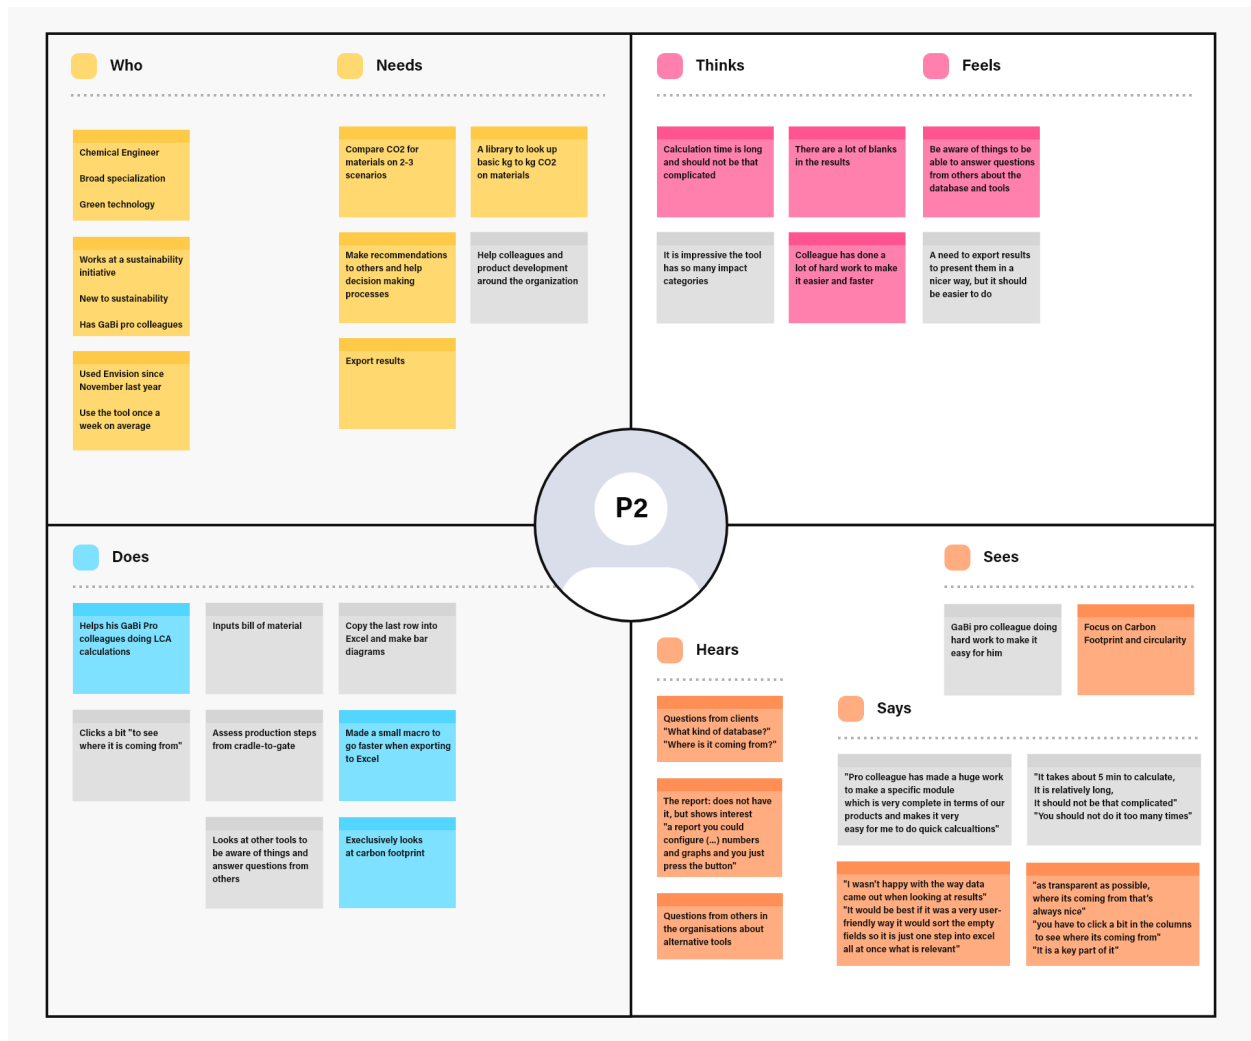 Who
Chemical Engineer
Broad specialization
Green technology
Works at a sustainability
initiative
New to sustainability
Has GaBi pro colleagues
Used Envision since
November last year
Use the tool once a
week on average
Needs
Compare CO2 for
materials on 2-3
scenarios
A library to look up
basic kg to kg CO2
on materials
Make recommendations
to others and help
decision making
processes
Help colleagues and
product development
around the organization
Export results
Thinks
Calculation time is long
and should not be that
complicated
There are a lot of blanks
in the results
It is impressive the tool
has so many impact
categories
Colleague has done a
lot of hard work to make
it easier and faster
Feels
Be aware of things to be
able to answer questions
from others about the
database and tools
A need to export results
to present them in a
nicer way, but it should
be easier to do
P2
Does
Helps his GaBi Pro
colleagues doing LCA
calculations
Inputs bill of material
Copy the last row into
Excel and make bar
diagrams
Clicks a bit "to see
where it is coming from"
Assess production steps
from cradle-to-gate
Made a small macro to
go faster when exporting
to Excel
Looks at other tools to
be aware of things and
answer questions from
others
Execlusively looks
at carbon footprint
Hears
Questions from clients
"What kind of database?"
"Where is it coming from?"
The report: does not have
it, but shows interest
"a report you could
configure (...) numbers
and graphs and you just
press the button"
Questions from others in
the organisations about
alternative tools
Sees
GaBi pro colleague doing
hard work to make it
easy for him
Focus on Carbon
Footprint and circularity
Says
"Pro colleague has made a huge work
to make a specific module
which is very complete in terms of our
products and makes it very
easy for me to do quick calcualtions"
"It takes about 5 min to calculate,
It is relatively long,
It should not be that complicated"
"You should not do it too many times"
"I wasn't happy with the way data
came out when looking at results"
"It would be best if it was a very user-
friendly way it would sort the empty
fields so it is just one step into excel
all at once what is relevant"
"as transparent as possible,
where its coming from that's
always nice"
"you have to click a bit in the columns
to see where its coming from"
"It is a key part of it"